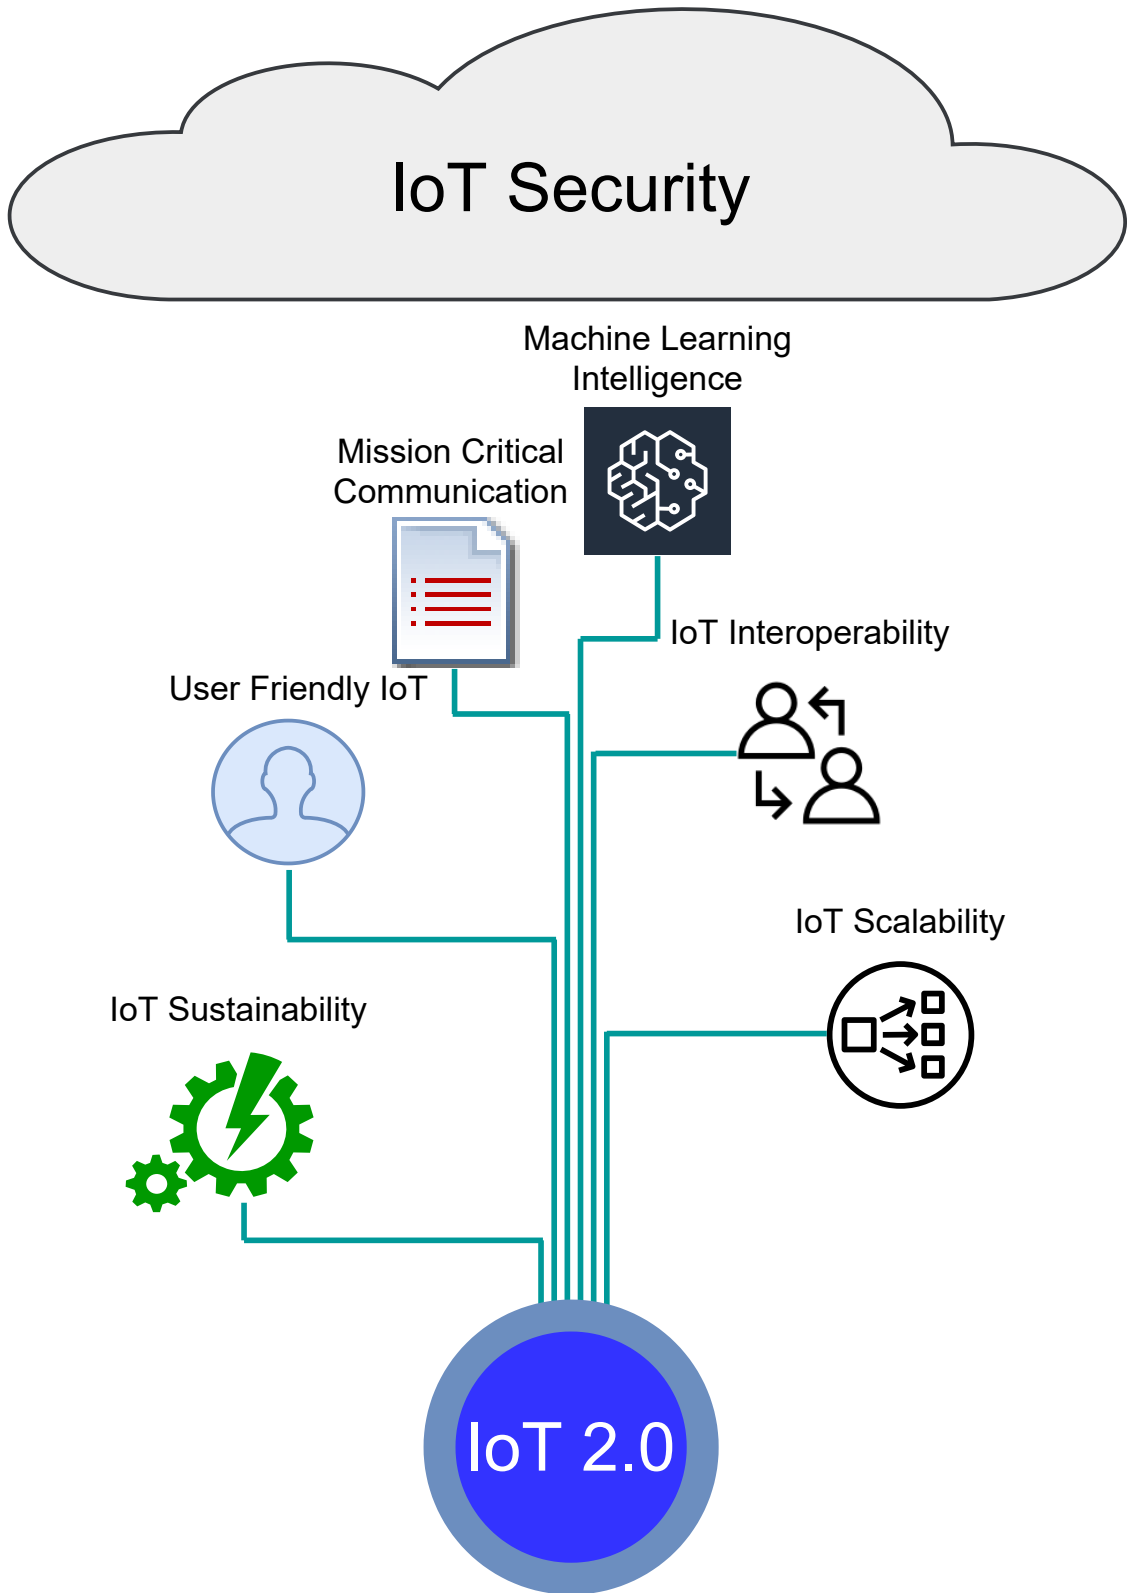 IoT Security
Machine Learning
Intelligence
Mission Critical
Communication
IoT Interoperability
User Friendly IoT
IoT Scalability
IoT Sustainability
IoT 2.0